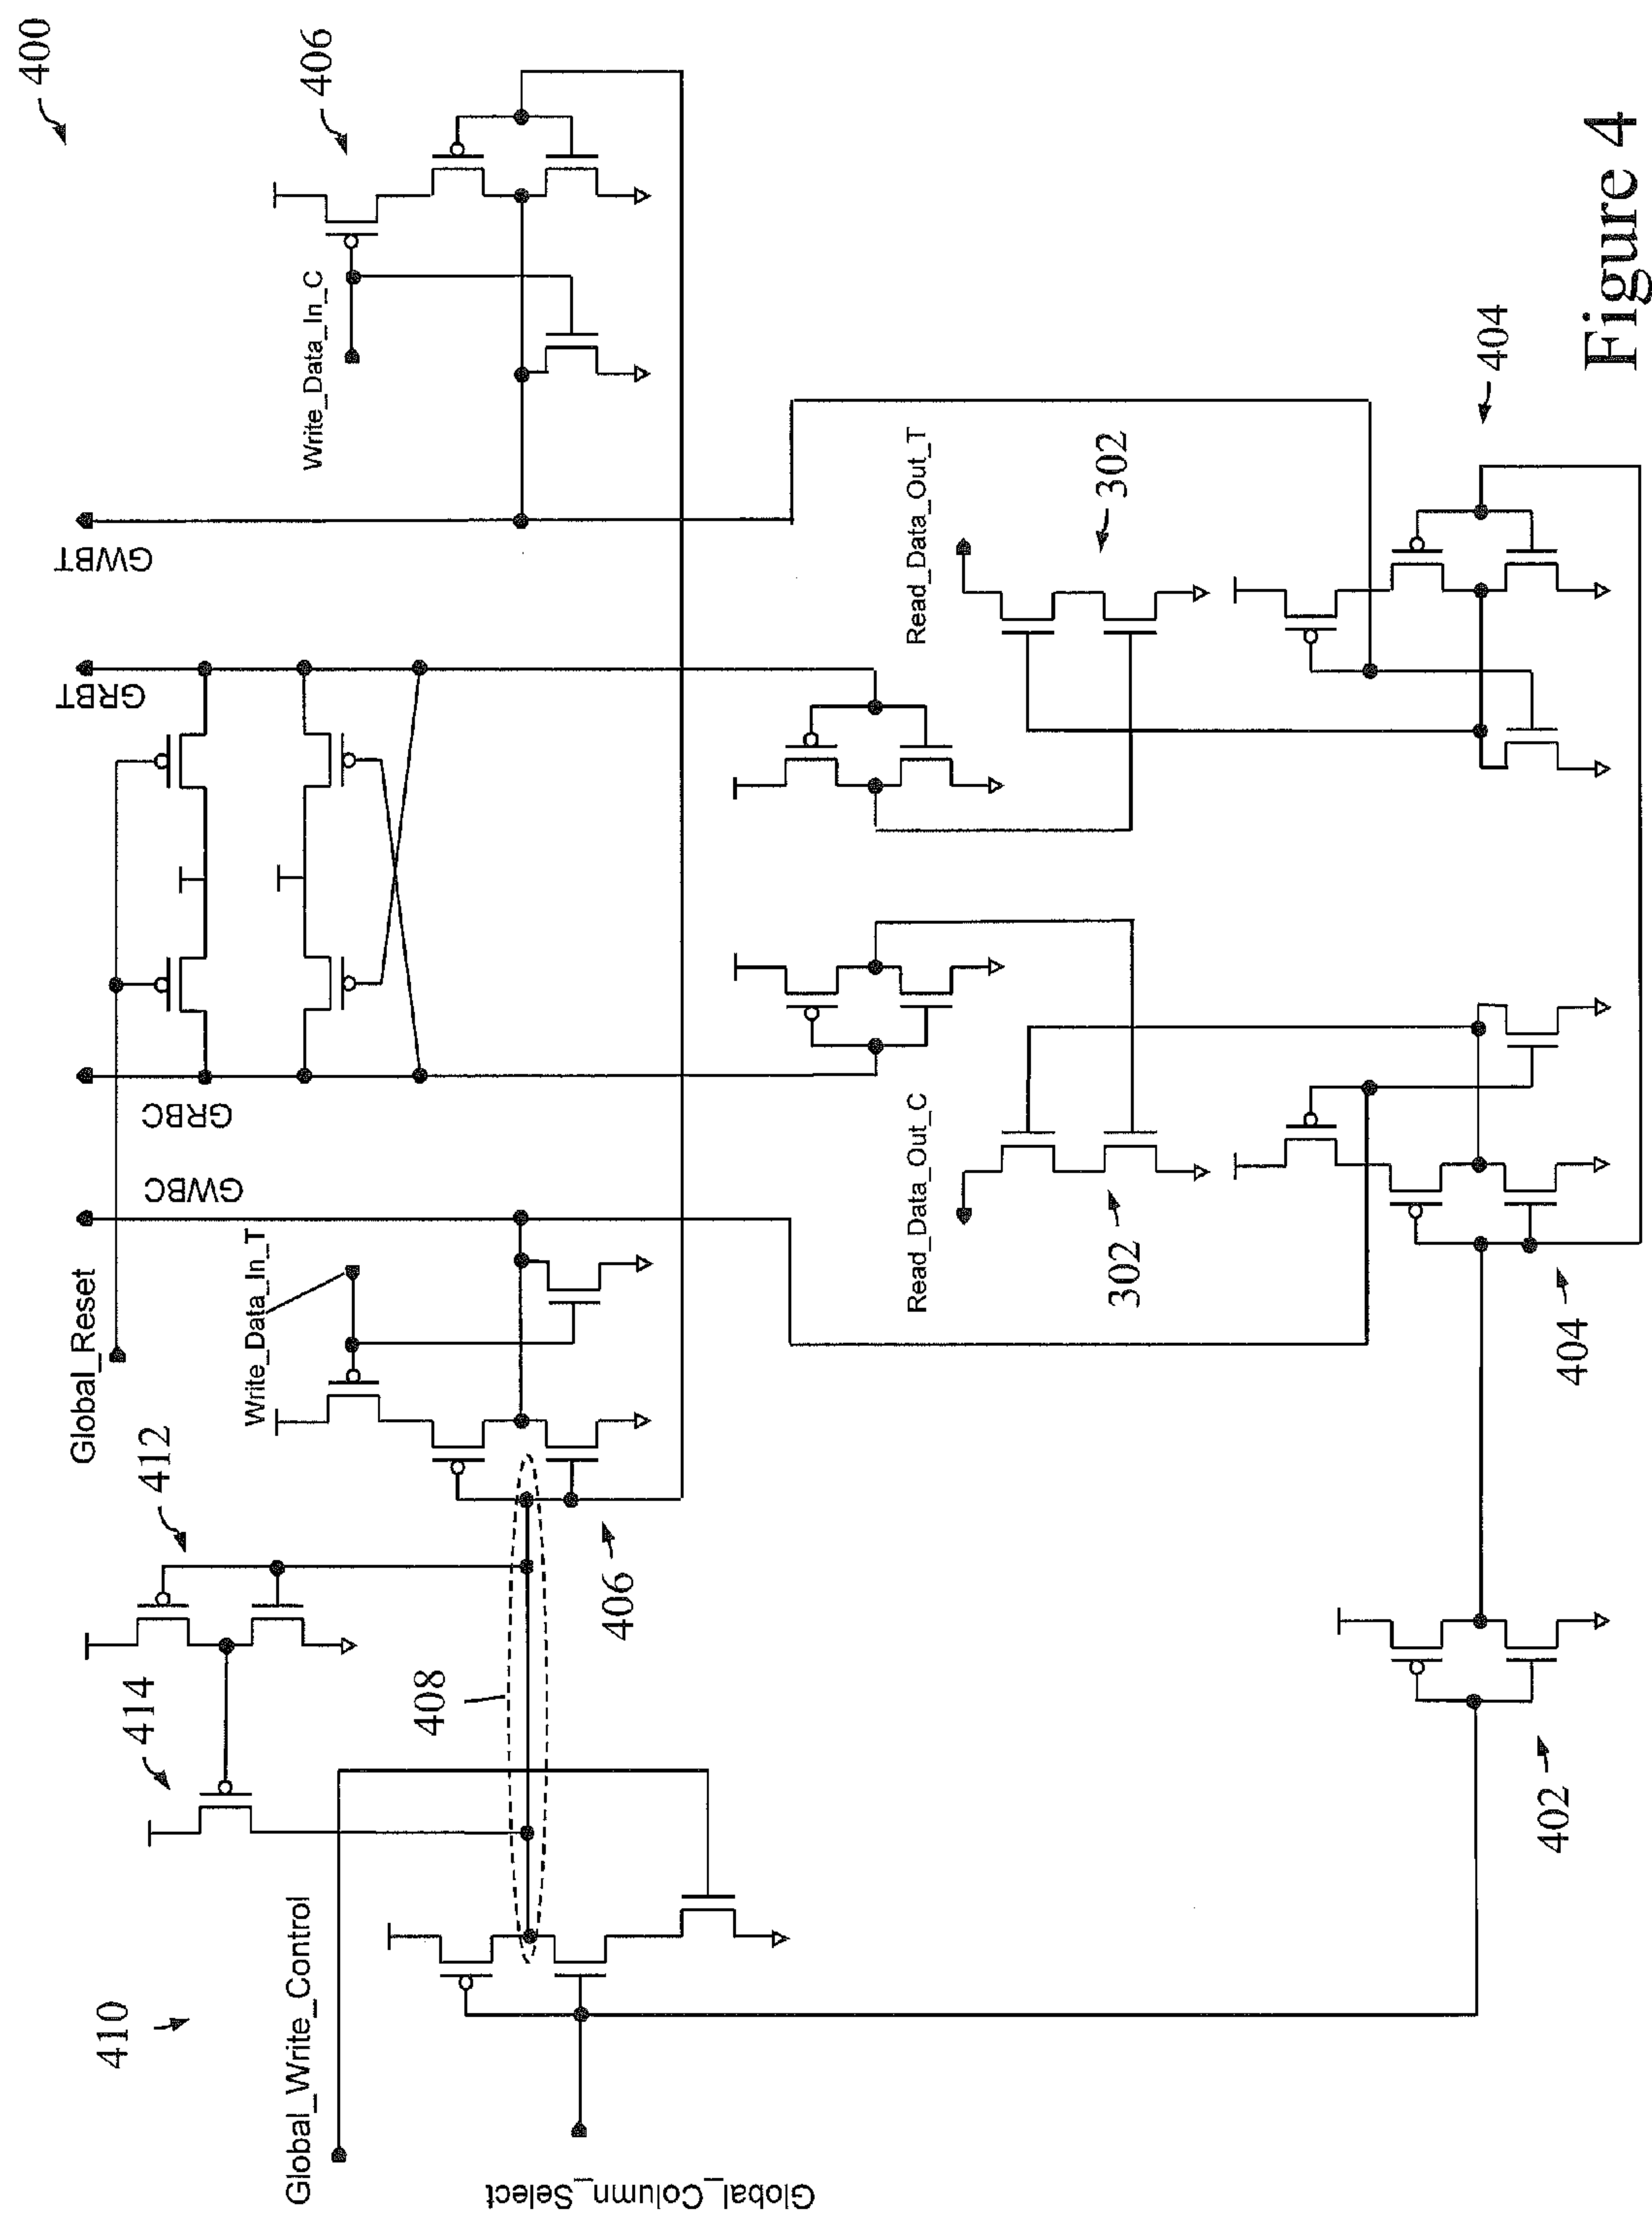 400
406
Write_Data_In_C
GWBT
GRBT
GRBC
GWBC
Global_Reset
Write_Data_In_T
412
414
408
406
410
Global_Write_Control
Global_Column_Select
Read_Data_Out_T
302
Read_Data_Out_C
302
404
404
402
Figure 4